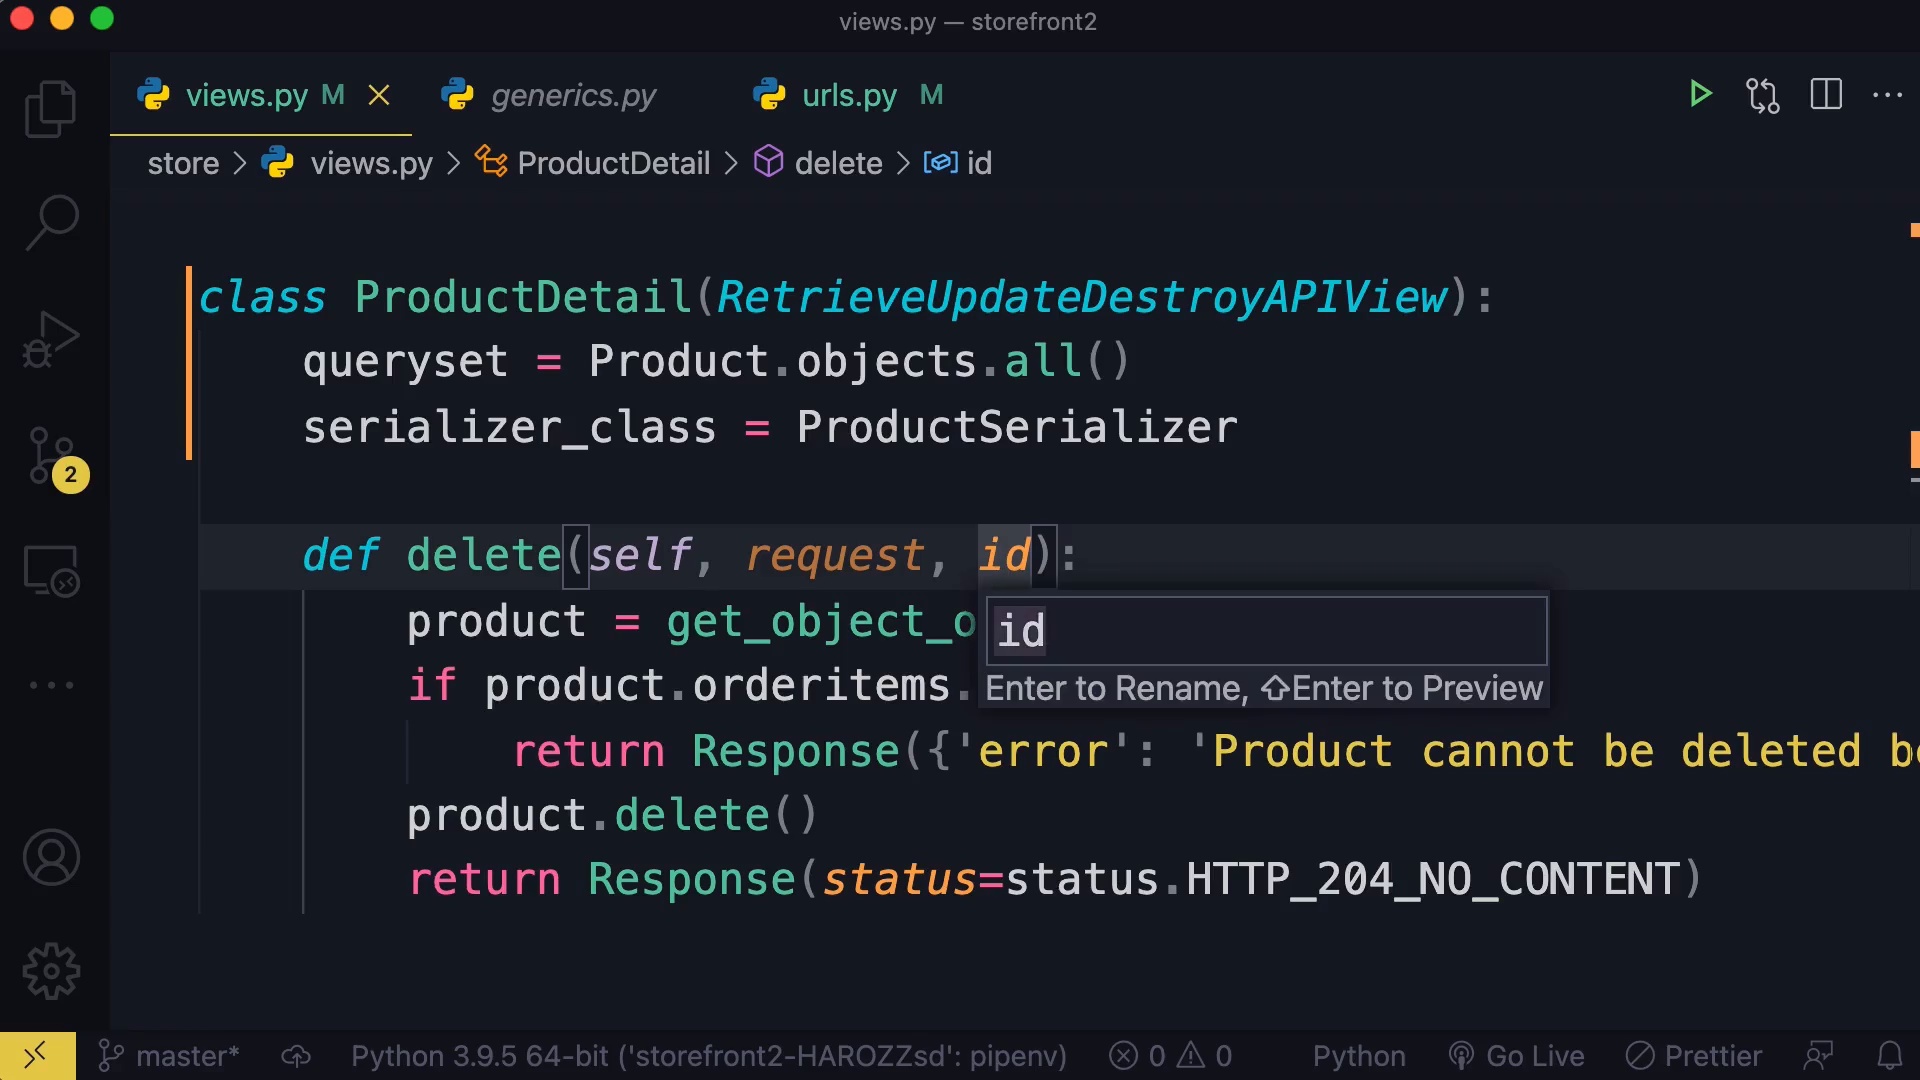 views.py — storefront2
views.py M generics.py urls.py M
store > views.py > ProductDetail > delete > id
class ProductDetail(RetrieveUpdateDestroyAPIView):
queryset = Product.objects.all()
serializer_class = ProductSerializer
def delete(self, request, id):
product = get_object_o
id
if product.orderitems.
Enter to Rename, ⇧Enter to Preview
return Response({'error': 'Product cannot be deleted b
product.delete()
return Response(status=status.HTTP_204_NO_CONTENT)
2
master* Python 3.9.5 64-bit ('storefront2-HAROZZsd': pipenv) 0 0 Python Go Live Prettier